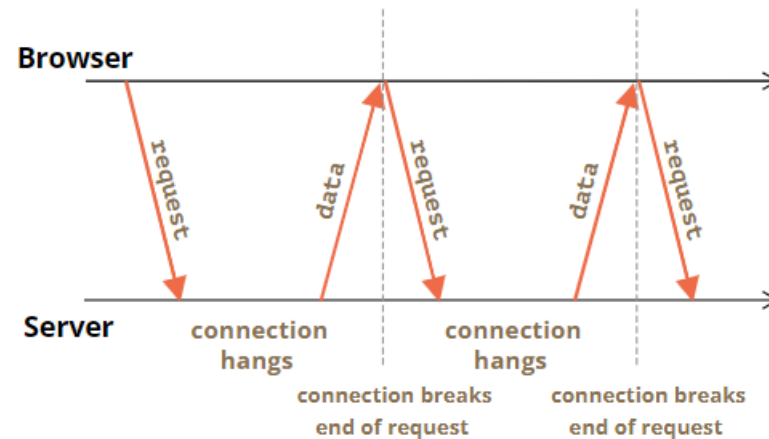 Browser
request
data
request
data
request
Server
connection
hangs
connection
hangs
connection breaks
end of request
connection breaks
end of request